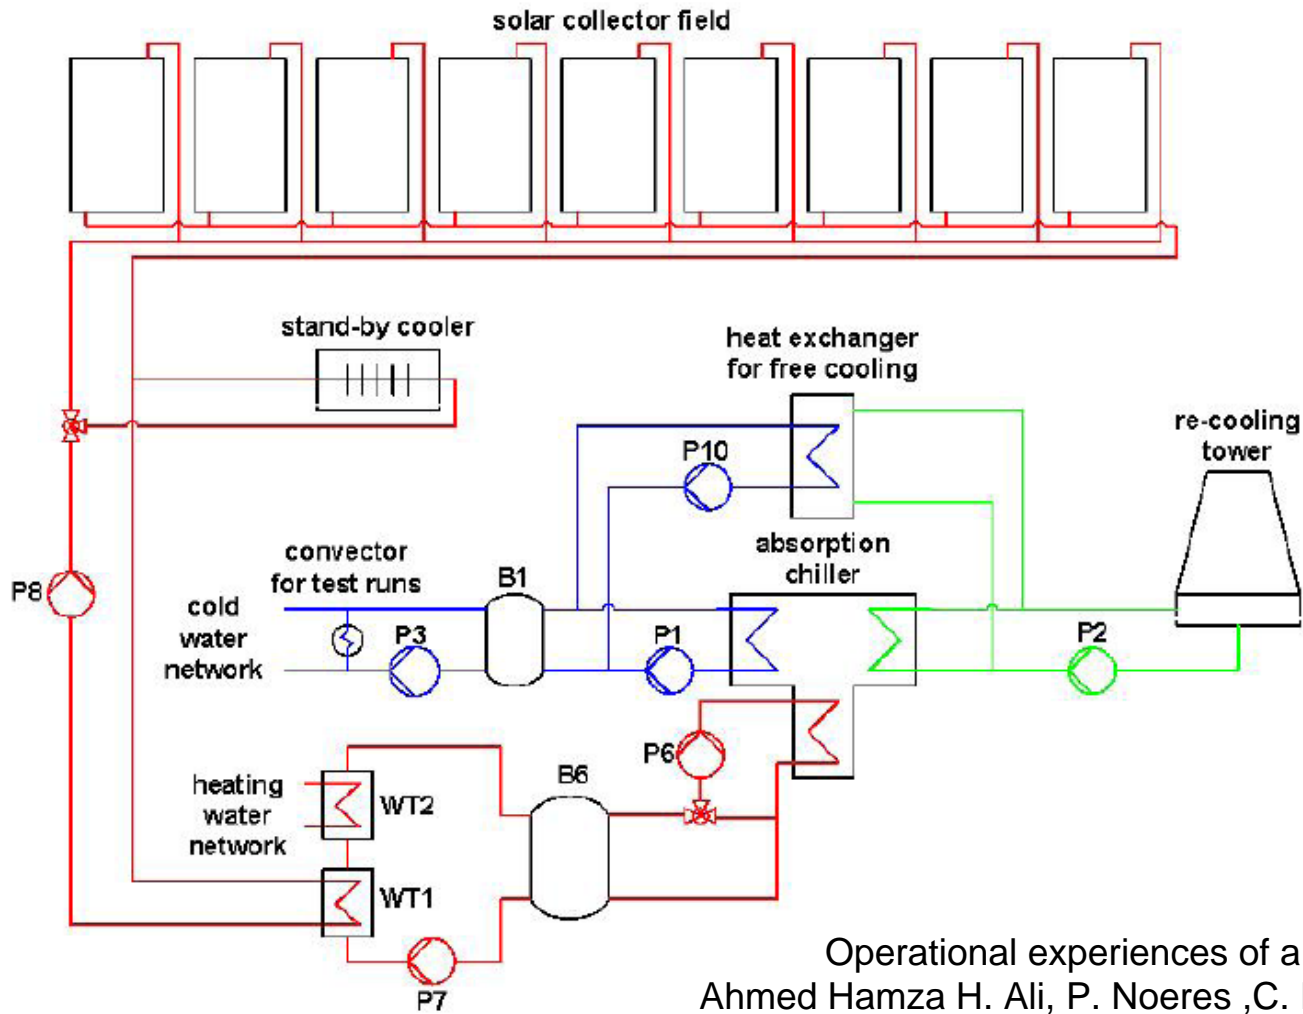 solar collector field
stand-by cooler
heat exchanger
for free cooling
re-cooling
tower
P10
absorption
chiller
convector
for test runs
B1
P8
cold
water
network
P3
P1
P2
P6
B6
heating
water
network
WT2
WT1
P7
Operational experiences of a
Ahmed Hamza H. Ali, P. Noeres ,C.